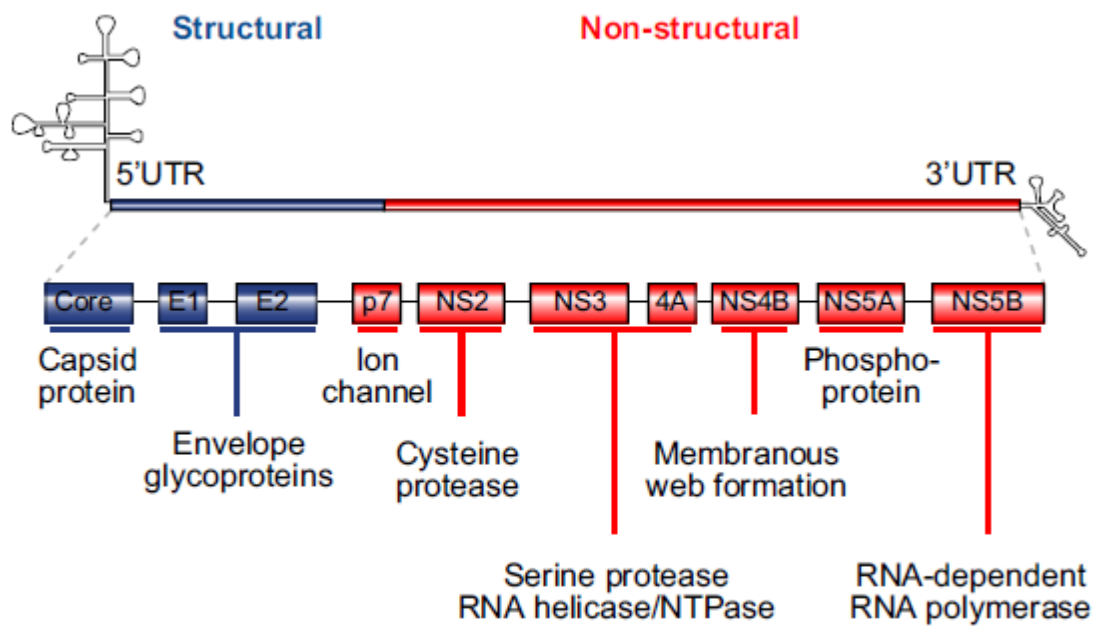 Structural
Non-structural
5'UTR
3'UTR
Core
E1
E2
p7
NS2
NS3
4A
NS4B
NS5A
NS5B
Capsid
protein
Envelope
glycoproteins
Ion
channel
Cysteine
protease
Serine protease
RNA helicase/NTPase
Membranous
web formation
Phospho-
protein
RNA-dependent
RNA polymerase